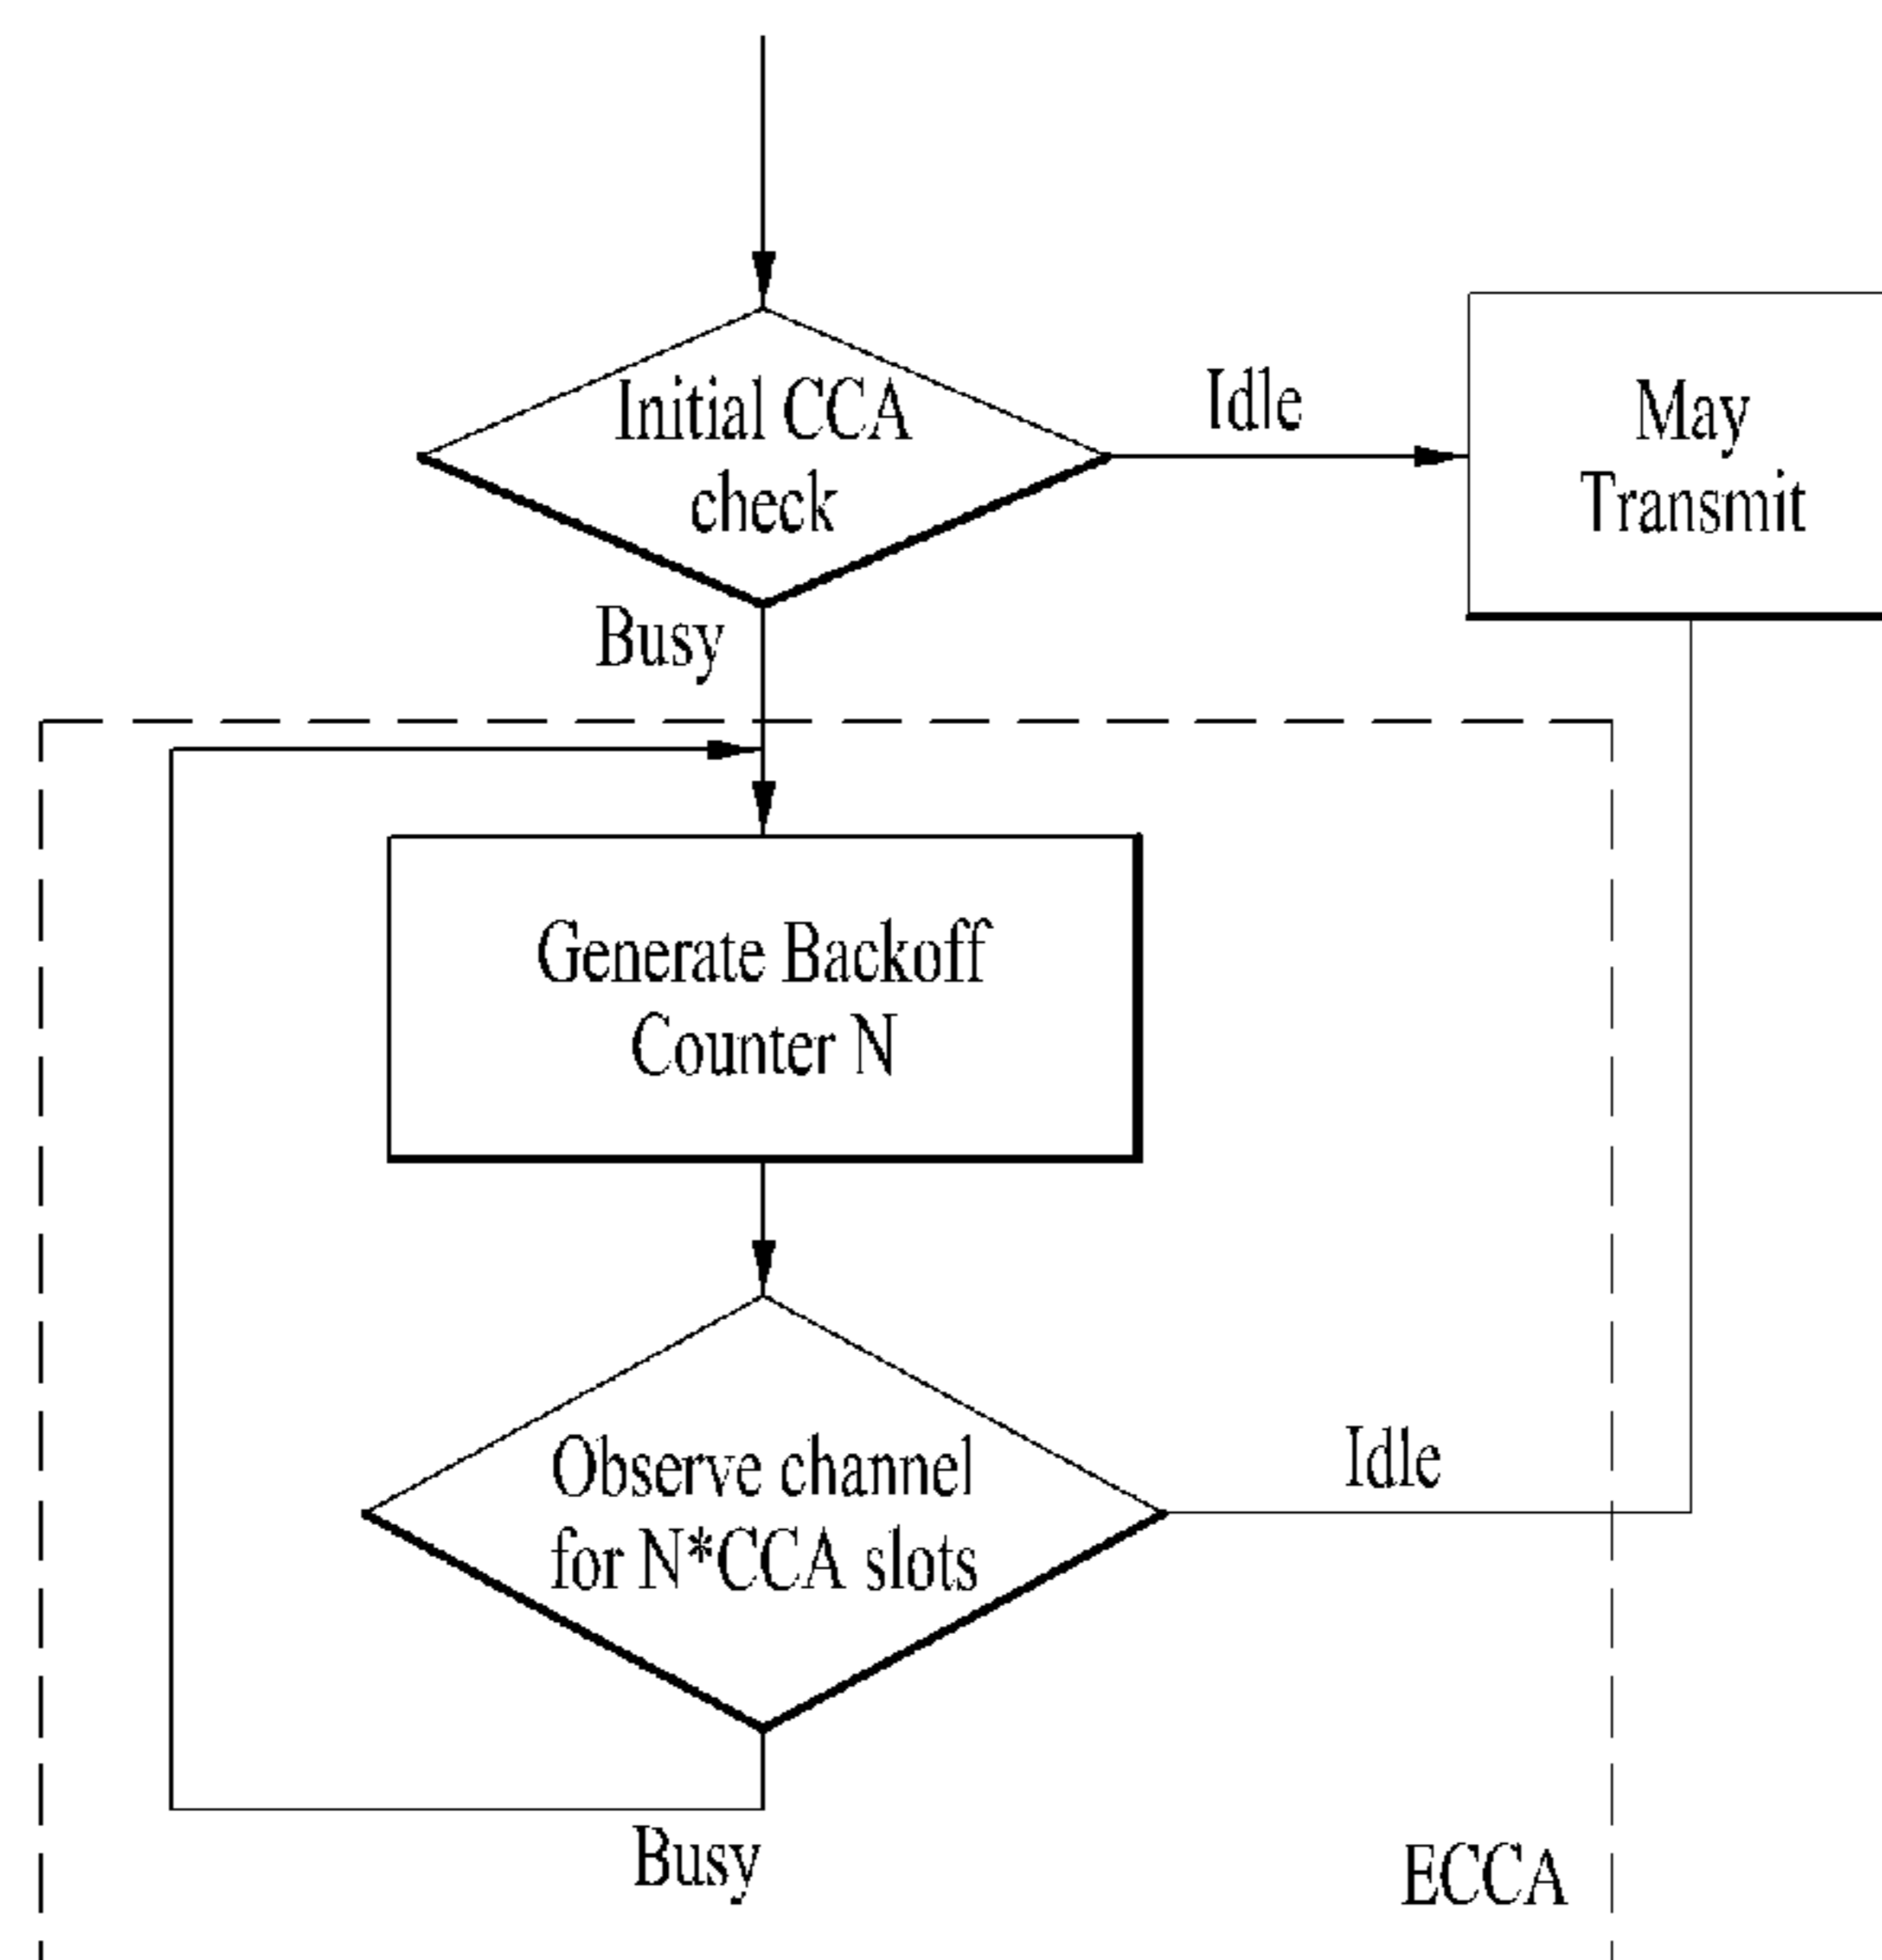 Initial CCA
check
Idle
May
Transmit
Busy
Generate Backoff
Counter N
Observe channel
for N*CCA slots
Idle
Busy
ECCA